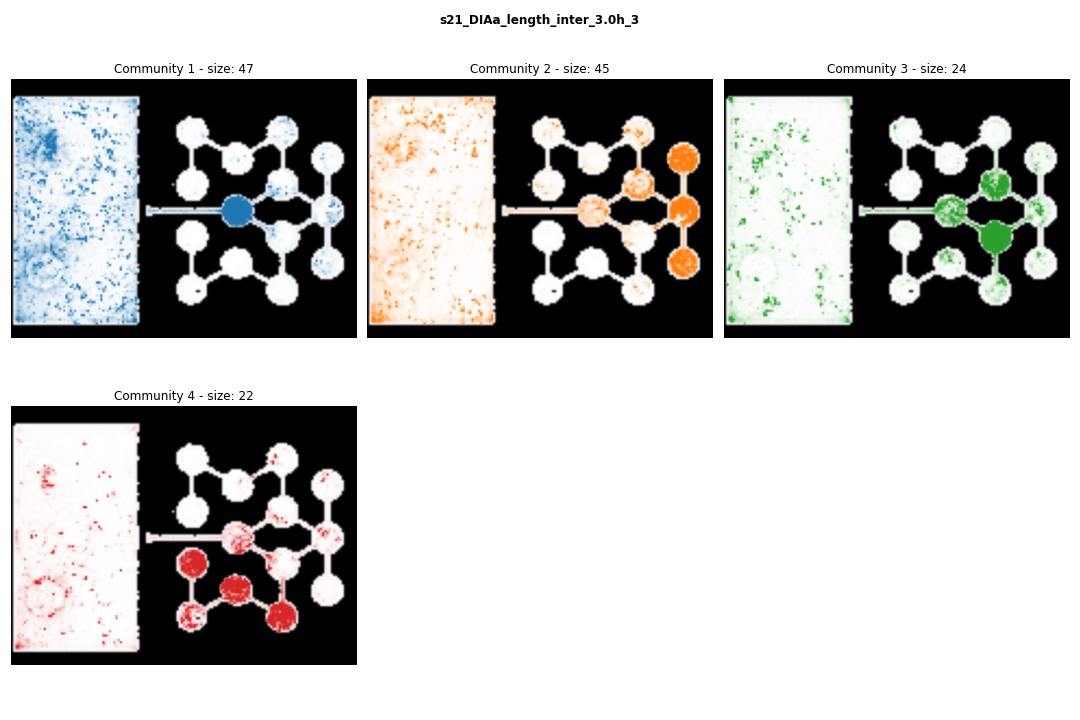 s21_DIAa_length_inter_3.0h_3
Community 1 - size: 47
Community 2 - size: 45
Community 3 - size: 24
Community 4 - size: 22